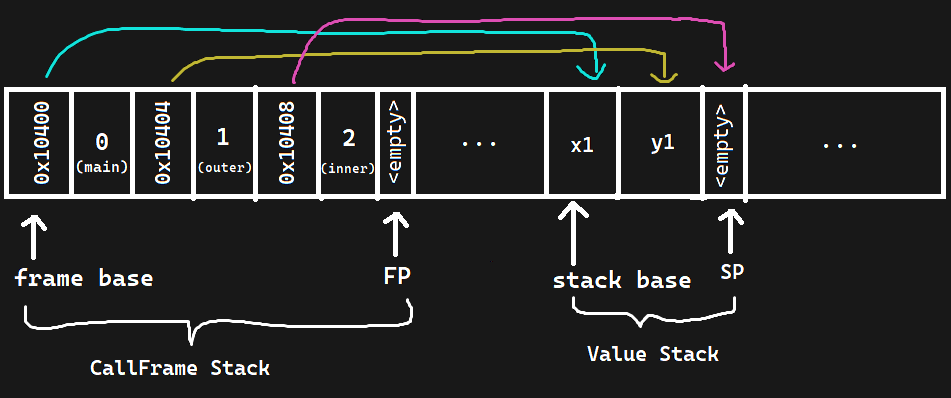 0x10400
0
(main)
0x10404
1
(outer)
0x10408
2
(inner)
<empty>
...
x1
y1
<empty>
...
frame base
FP
stack base
SP
CallFrame Stack
Value Stack